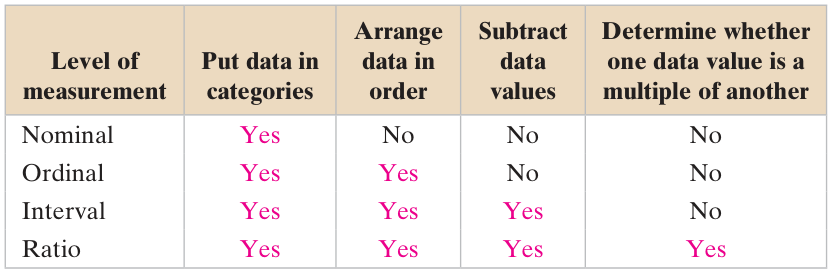 Level of measurement | Put data in categories | Arrange data in order | Subtract data values | Determine whether one data value is a multiple of another
Nominal | Yes | No | No | No
Ordinal | Yes | Yes | No | No
Interval | Yes | Yes | Yes | No
Ratio | Yes | Yes | Yes | Yes